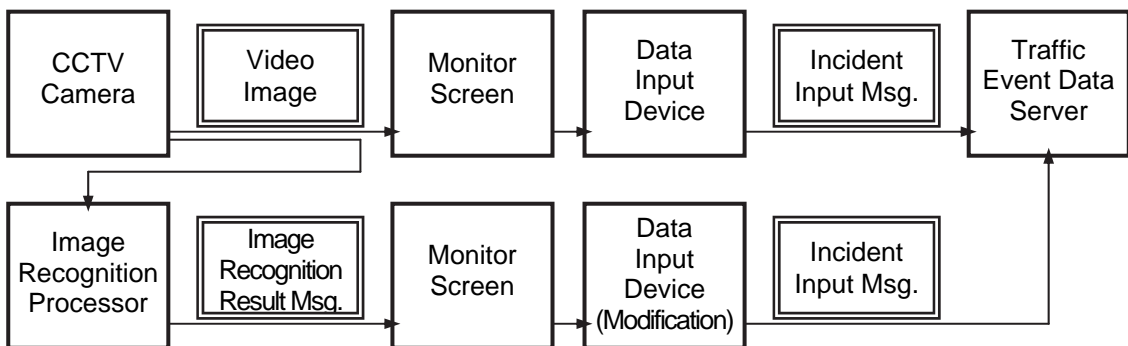 CCTV
Camera
Video
Image
Monitor
Screen
Data
Input
Device
Incident
Input Msg.
Traffic
Event Data
Server
Image
Recognition
Processor
Image
Recognition
Result Msg.
Monitor
Screen
Data
Input
Device
(Modification)
Incident
Input Msg.